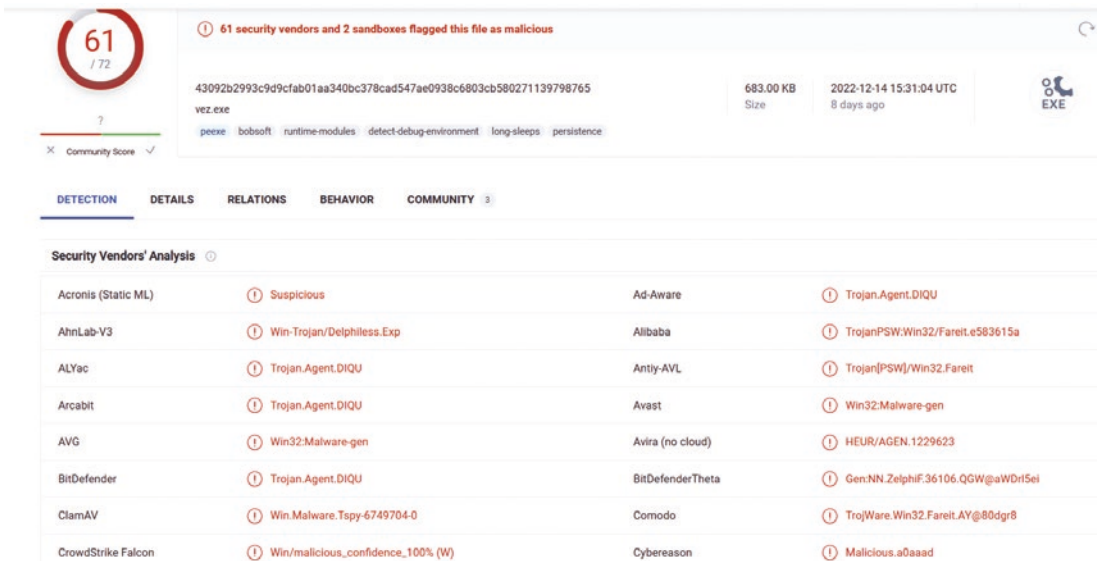 61
/ 72
61 security vendors and 2 sandboxes flagged this file as malicious
43092b2993c9d9cfab01aa340bc378cad547ae0938c6803cb580271139798765
vez.exe
683.00 KB
Size
2022-12-14 15:31:04 UTC
8 days ago
EXE
peexe bobsoft runtime-modules detect-debug-environment long-sleeps persistence
?
Community Score
DETECTION DETAILS RELATIONS BEHAVIOR COMMUNITY 3
Security Vendors' Analysis
Acronis (Static ML) Suspicious Ad-Aware Trojan.Agent.DIQU
AhnLab-V3 Win-Trojan/Delphiless.Exp Alibaba TrojanPSW:Win32/Fareit.e583615a
ALYac Trojan.Agent.DIQU Antiy-AVL Trojan[PSW]/Win32.Fareit
Arcabit Trojan.Agent.DIQU Avast Win32:Malware-gen
AVG Win32:Malware-gen Avira (no cloud) HEUR/AGEN.1229623
BitDefender Trojan.Agent.DIQU BitDefenderTheta Gen:NN.ZelphiF.36106.QGW@aWDrI5ei
ClamAV Win.Malware.Tspy-6749704-0 Comodo TrojWare.Win32.Fareit.AY@80dgr8
CrowdStrike Falcon Win/malicious_confidence_100% (W) Cybereason Malicious.a0aaad